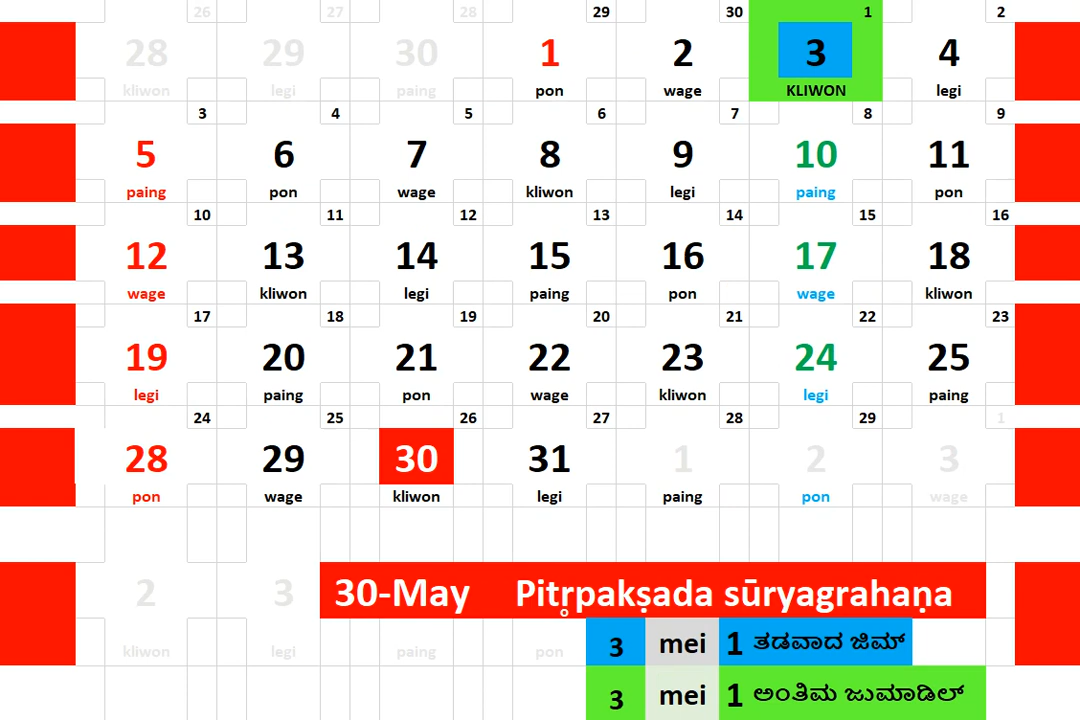 26 27 28 29 30 1 2
28 29 30 1 2 3 4
kliwon legi paing pon wage KLIWON legi
3 4 5 6 7 8 9
5 6 7 8 9 10 11
paing pon wage kliwon legi paing pon
10 11 12 13 14 15 16
12 13 14 15 16 17 18
wage kliwon legi paing pon wage kliwon
17 18 19 20 21 22 23
19 20 21 22 23 24 25
legi paing pon wage kliwon legi paing
24 25 26 27 28 29 1
28 29 30 31 1 2 3
pon wage kliwon legi paing pon wage
2 3 30-May Pitr̥pakṣada sūryagrahaṇa
kliwon legi paing pon 3 mei 1 ತಡವಾದ ಜಿಮ್
3 mei 1 ಅಂತಿಮ ಜುಮಾಡಿಲ್